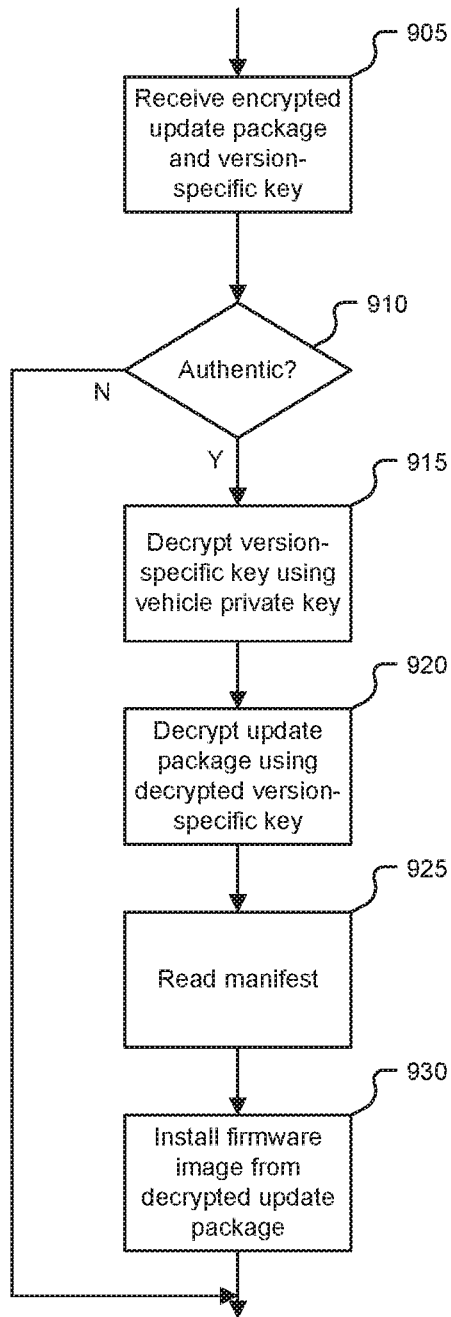 905
Receive encrypted
update package
and version-
specific key
910
Authentic?
N
Y
915
Decrypt version-
specific key using
vehicle private key
920
Decrypt update
package using
decrypted version-
specific key
925
Read manifest
930
Install firmware
image from
decrypted update
package